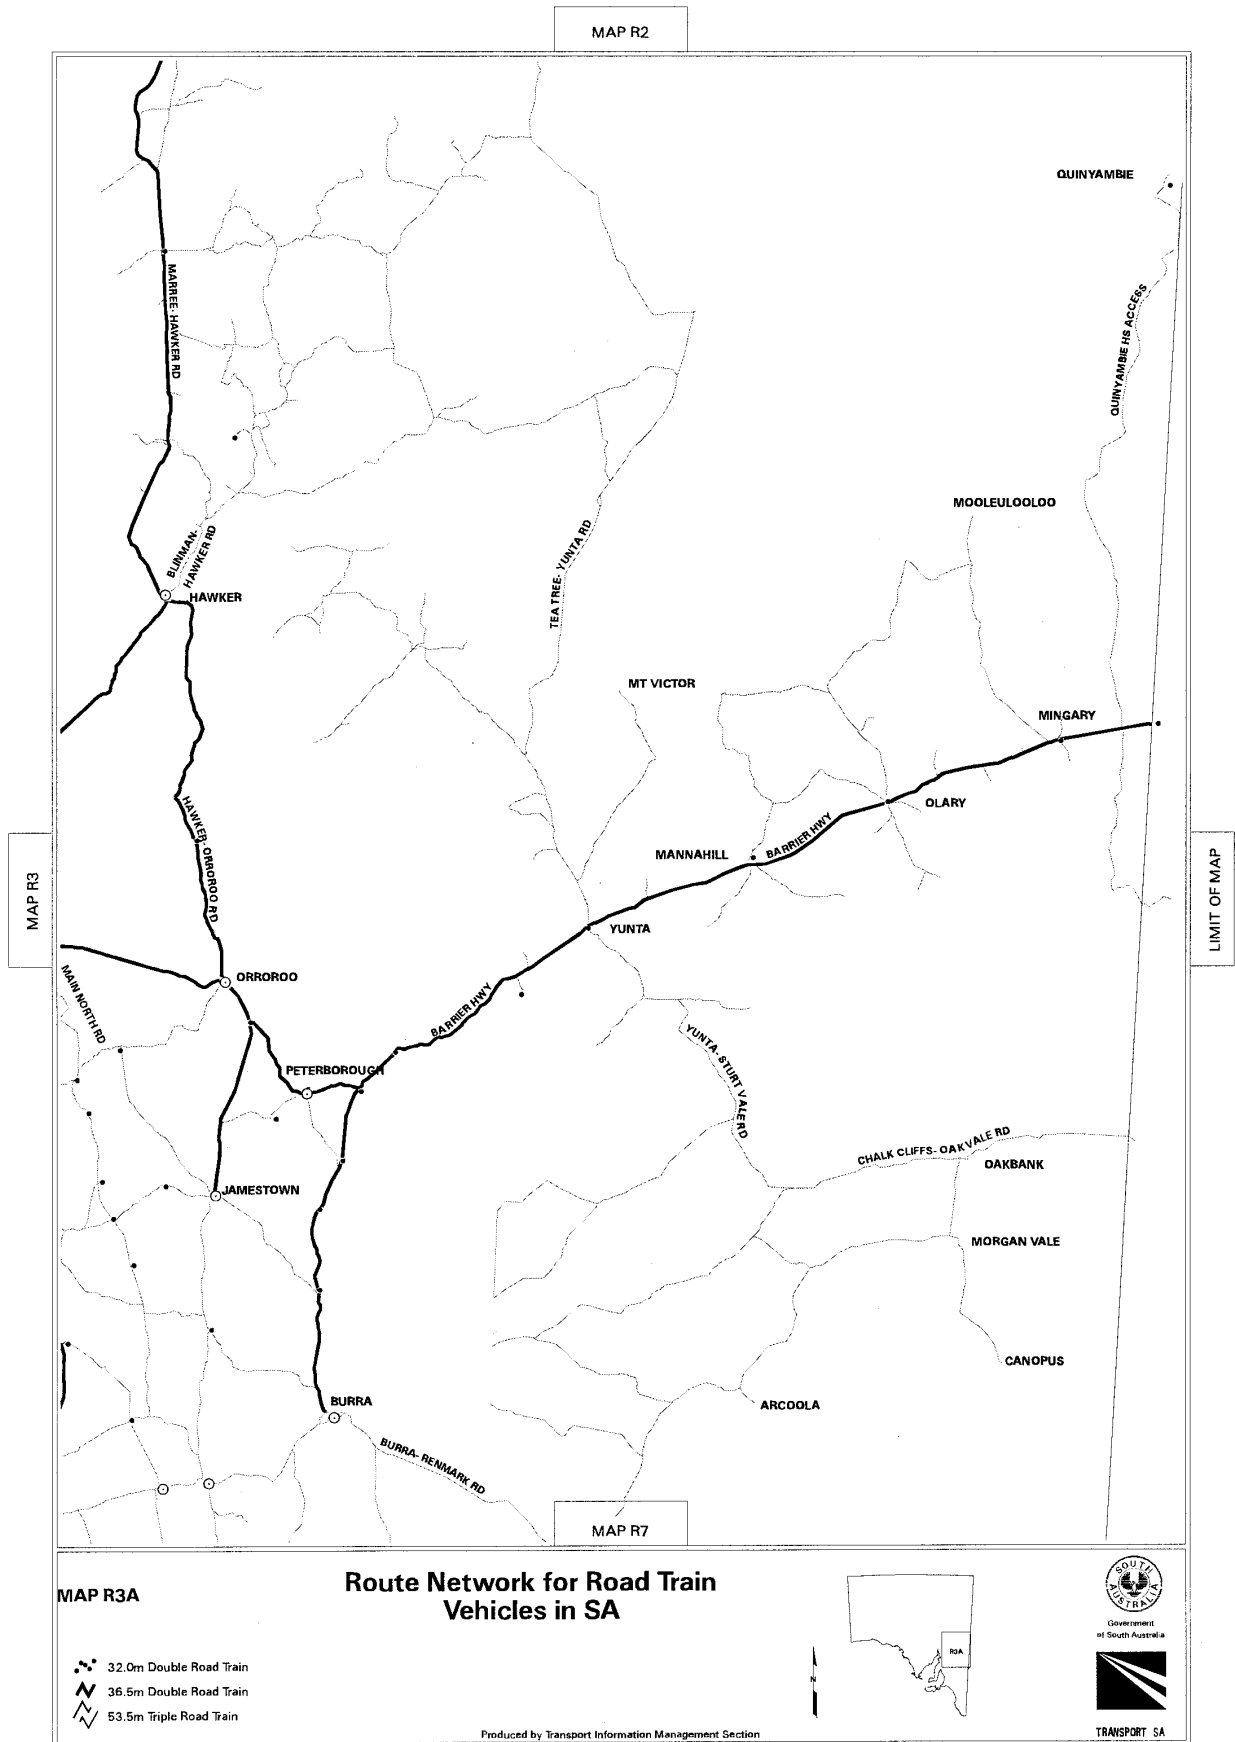 MAP R2
QUINYAMBIE
MARREE- HAWKER RD
QUINYAMBIE HS ACCESS
MOOLEULOOLOO
BLINMAN-
HAWKER RD
TEA TREE- YUNTA RD
HAWKER
MT VICTOR
MINGARY
HAWKER- ORROROO RD
OLARY
BARRIER HWY
MANNAHILL
MAP R3
LIMIT OF MAP
YUNTA
ORROROO
MAIN NORTH RD
BARRIER HWY
YUNTA- STURT VALE RD
PETERBOROUGH
CHALK CLIFFS- OAKVALE RD
OAKBANK
JAMESTOWN
MORGAN VALE
CANOPUS
BURRA
ARCOOLA
BURRA- RENMARK RD
MAP R7
MAP R3A
Route Network for Road Train
Vehicles in SA
32.0m Double Road Train
36.5m Double Road Train
53.5m Triple Road Train
N
R3A
SOUTH AUSTRALIA
Government
of South Australia
TRANSPORT SA
Produced by Transport Information Management Section